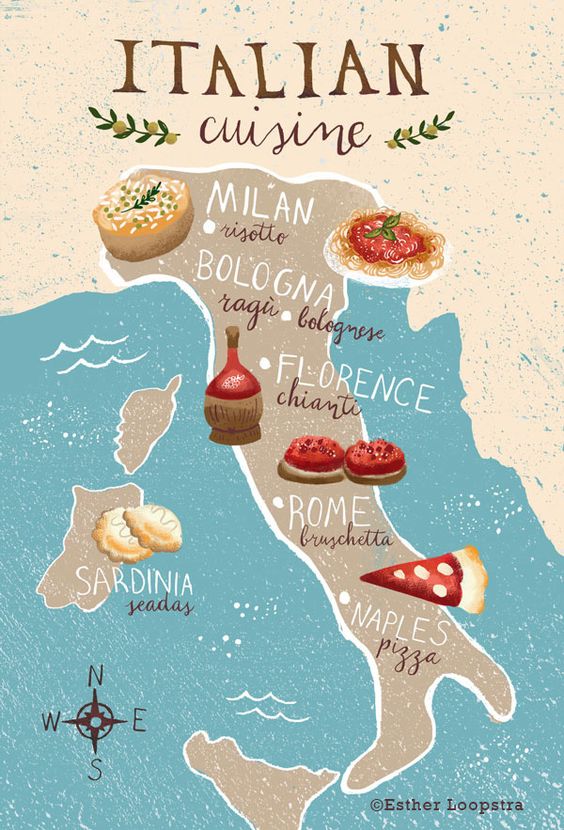 ITALIAN
cuisine
MILAN
risotto
BOLOGNA
ragù bolognese
FLORENCE
chianti
ROME
bruschetta
SARDINIA
seadas
NAPLES
pizza
N
W E
S
©Esther Loopstra